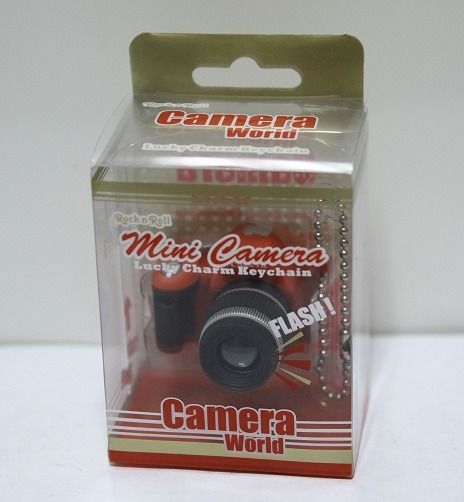 Rock n Roll
Camera
World
Lucky Charm Keychain
Rock n Roll
Mini Camera
Lucky Charm Keychain
FLASH!
Camera
World